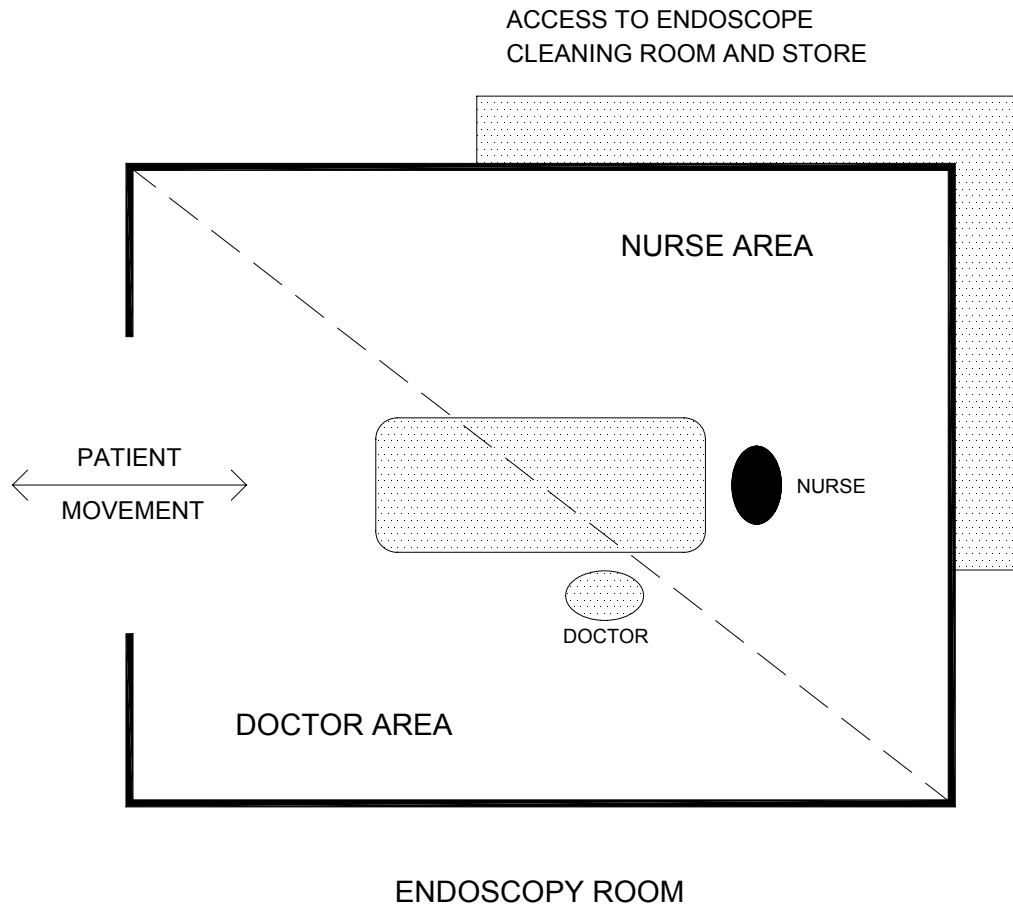 ACCESS TO ENDOSCOPE
CLEANING ROOM AND STORE
NURSE AREA
PATIENT
MOVEMENT
NURSE
DOCTOR
DOCTOR AREA
ENDOSCOPY ROOM